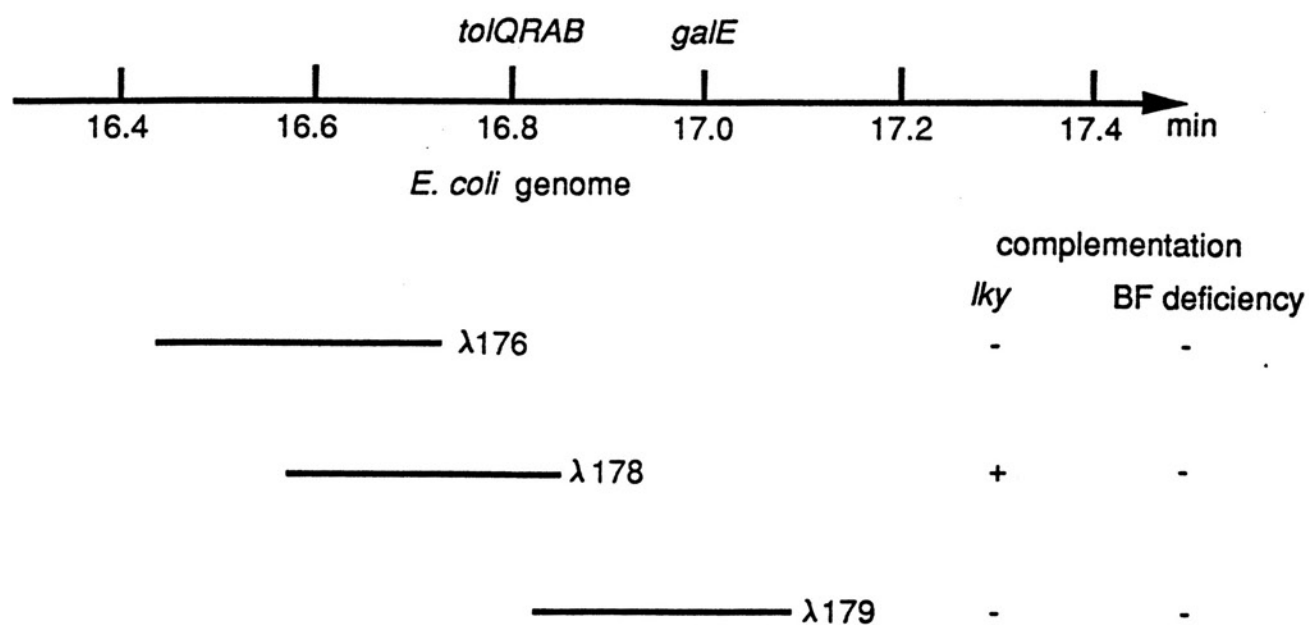 tolQRAB galE
16.4 16.6 16.8 17.0 17.2 17.4 min
E. coli genome
complementation
lky BF deficiency
λ176 - -
λ178 + -
λ179 - -